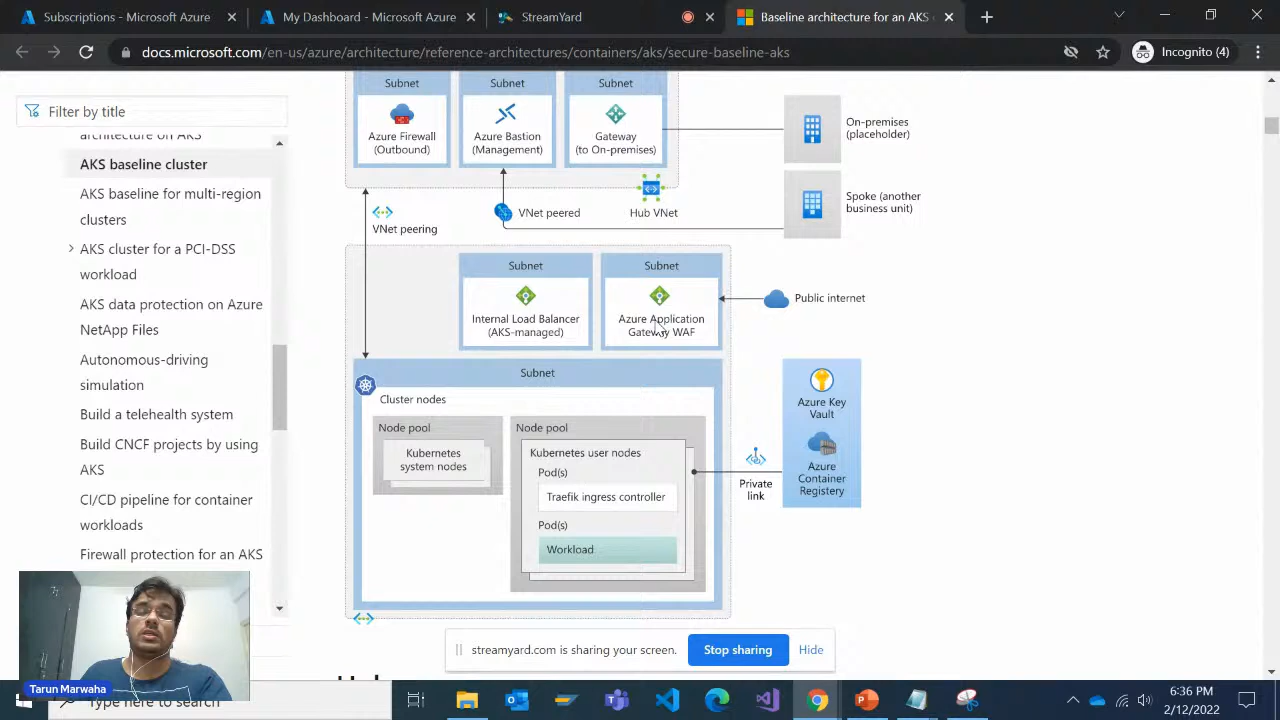 Subscriptions - Microsoft Azure
My Dashboard - Microsoft Azure
StreamYard
Baseline architecture for an AKS
docs.microsoft.com/en-us/azure/architecture/reference-architectures/containers/aks/secure-baseline-aks
Incognito (4)
Filter by title
architecture on AKS
AKS baseline cluster
AKS baseline for multi-region
clusters
AKS cluster for a PCI-DSS
workload
AKS data protection on Azure
NetApp Files
Autonomous-driving
simulation
Build a telehealth system
Build CNCF projects by using
AKS
CI/CD pipeline for container
workloads
Firewall protection for an AKS
Subnet
Azure Firewall
(Outbound)
Subnet
Azure Bastion
(Management)
Subnet
Gateway
(to On-premises)
On-premises
(placeholder)
Spoke (another
business unit)
VNet peering
VNet peered
Hub VNet
Subnet
Internal Load Balancer
(AKS-managed)
Subnet
Azure Application
Gateway WAF
Public internet
Subnet
Cluster nodes
Node pool
Kubernetes
system nodes
Node pool
Kubernetes user nodes
Pod(s)
Traefik ingress controller
Pod(s)
Workload
Private
link
Azure Key
Vault
Azure
Container
Registery
streamyard.com is sharing your screen.
Stop sharing
Hide
Tarun Marwaha
Type here to search
6:36 PM
2/12/2022